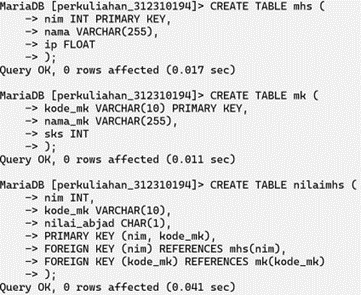 MariaDB [perkuliahan_312310194]> CREATE TABLE mhs (
    -> nim INT PRIMARY KEY,
    -> nama VARCHAR(255),
    -> ip FLOAT
    -> );
Query OK, 0 rows affected (0.017 sec)

MariaDB [perkuliahan_312310194]> CREATE TABLE mk (
    -> kode_mk VARCHAR(10) PRIMARY KEY,
    -> nama_mk VARCHAR(255),
    -> sks INT
    -> );
Query OK, 0 rows affected (0.011 sec)

MariaDB [perkuliahan_312310194]> CREATE TABLE nilaimhs (
    -> nim INT,
    -> kode_mk VARCHAR(10),
    -> nilai_abjad CHAR(1),
    -> PRIMARY KEY (nim, kode_mk),
    -> FOREIGN KEY (nim) REFERENCES mhs(nim),
    -> FOREIGN KEY (kode_mk) REFERENCES mk(kode_mk)
    -> );
Query OK, 0 rows affected (0.041 sec)